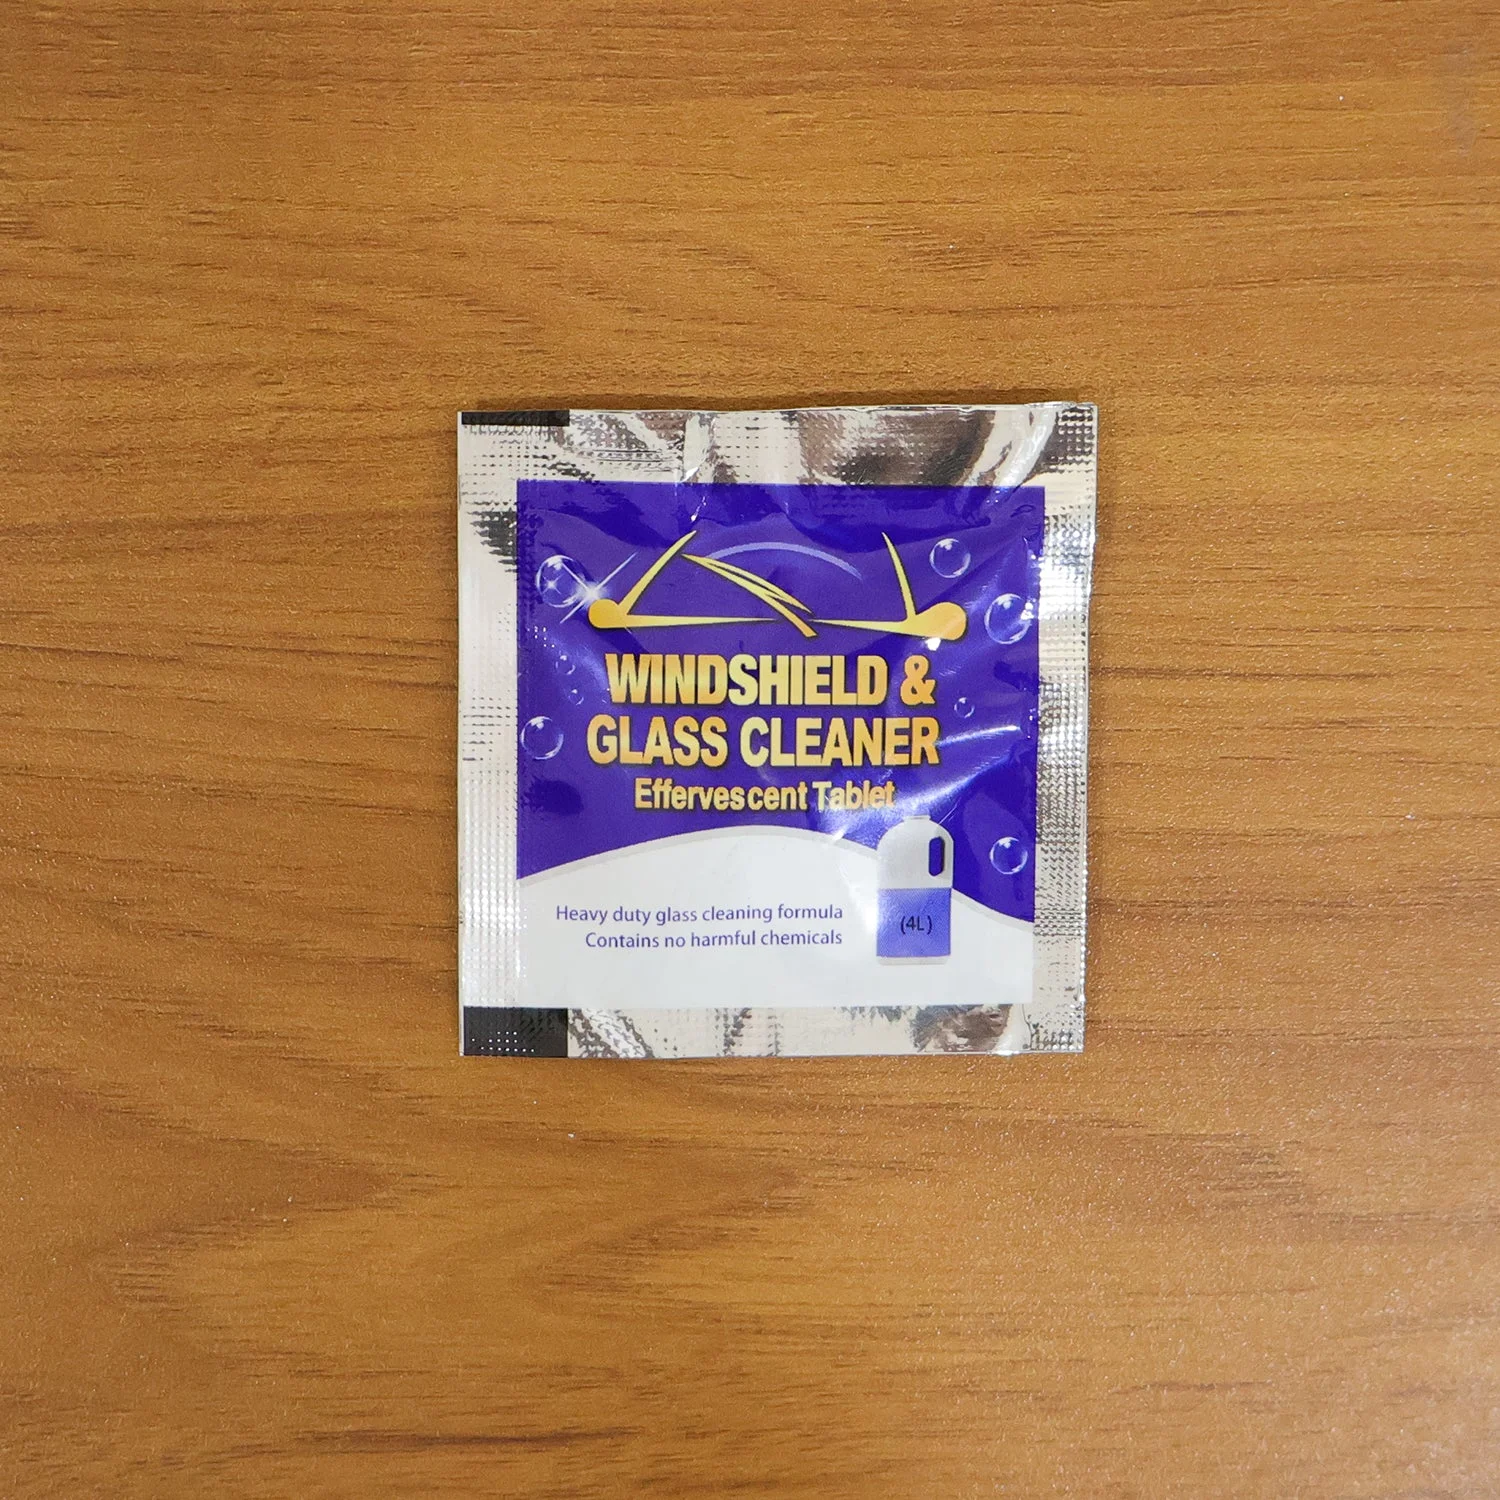 WINDSHIELD &
GLASS CLEANER
Effervescent Tablet
Heavy duty glass cleaning formula
Contains no harmful chemicals
(4L)